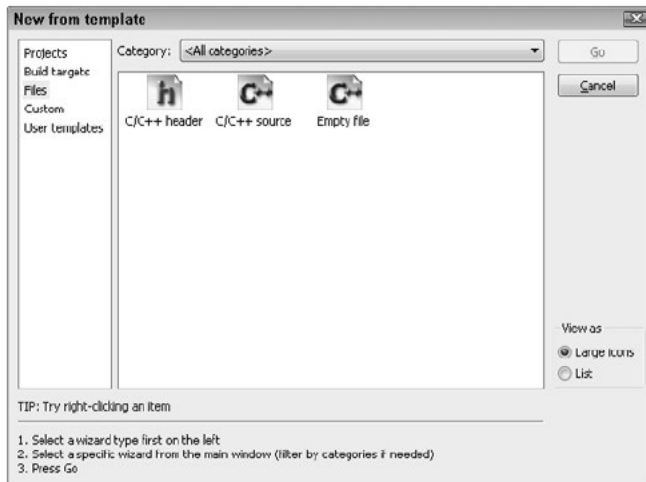 New from template
Projects
Build targets
Files
Custom
User templates
Category: <All categories>
Go
Cancel
C/C++ header
C/C++ source
Empty file
View as
Large icons
List
TIP: Try right-clicking an item
1. Select a wizard type first on the left
2. Select a specific wizard from the main window (filter by categories if needed)
3. Press Go